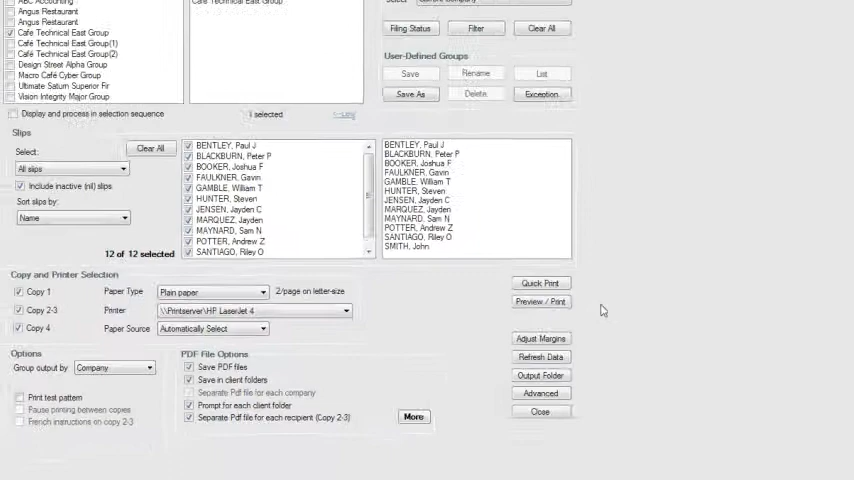 ABC Accounting
Angus Restaurant
Angus Restaurant
Cafe Technical East Group
Café Technical East Group(1)
Café Technical East Group(2)
Design Street Alpha Group
Macro Café Cyber Group
Ultimate Saturn Superior Fir
Vision Integrity Major Group
Cafe Technical East Group
Select:
Current Company
Filing Status
Filter
Clear All
User-Defined Groups
Save
Rename
List
Save As
Delete
Exception
Display and process in selection sequence
1 selected
Slips
Select:
Clear All
All slips
Include inactive (nil) slips
Sort slips by:
Name
12 of 12 selected
BENTLEY, Paul J
BLACKBURN, Peter P
BOOKER, Joshua F
FAULKNER, Gavin
GAMBLE, William T
HUNTER, Steven
JENSEN, Jayden C
MARQUEZ, Jayden
MAYNARD, Sam N
POTTER, Andrew Z
SANTIAGO, Riley O
BENTLEY, Paul J
BLACKBURN, Peter P
BOOKER, Joshua F
FAULKNER, Gavin
GAMBLE, William T
HUNTER, Steven
JENSEN, Jayden C
MARQUEZ, Jayden
MAYNARD, Sam N
POTTER, Andrew Z
SANTIAGO, Riley O
SMITH, John
Copy and Printer Selection
Copy 1
Paper Type
Plain paper
2/page on letter-size
Copy 2-3
Printer
\\Printserver\HP LaserJet 4
Copy 4
Paper Source
Automatically Select
Quick Print
Preview / Print
Adjust Margins
Refresh Data
Output Folder
Advanced
Close
Options
Group output by
Company
Print test pattern
Pause printing between copies
French instructions on copy 2-3
PDF File Options
Save PDF files
Save in client folders
Separate Pdf file for each company
Prompt for each client folder
Separate Pdf file for each recipient (Copy 2-3)
More